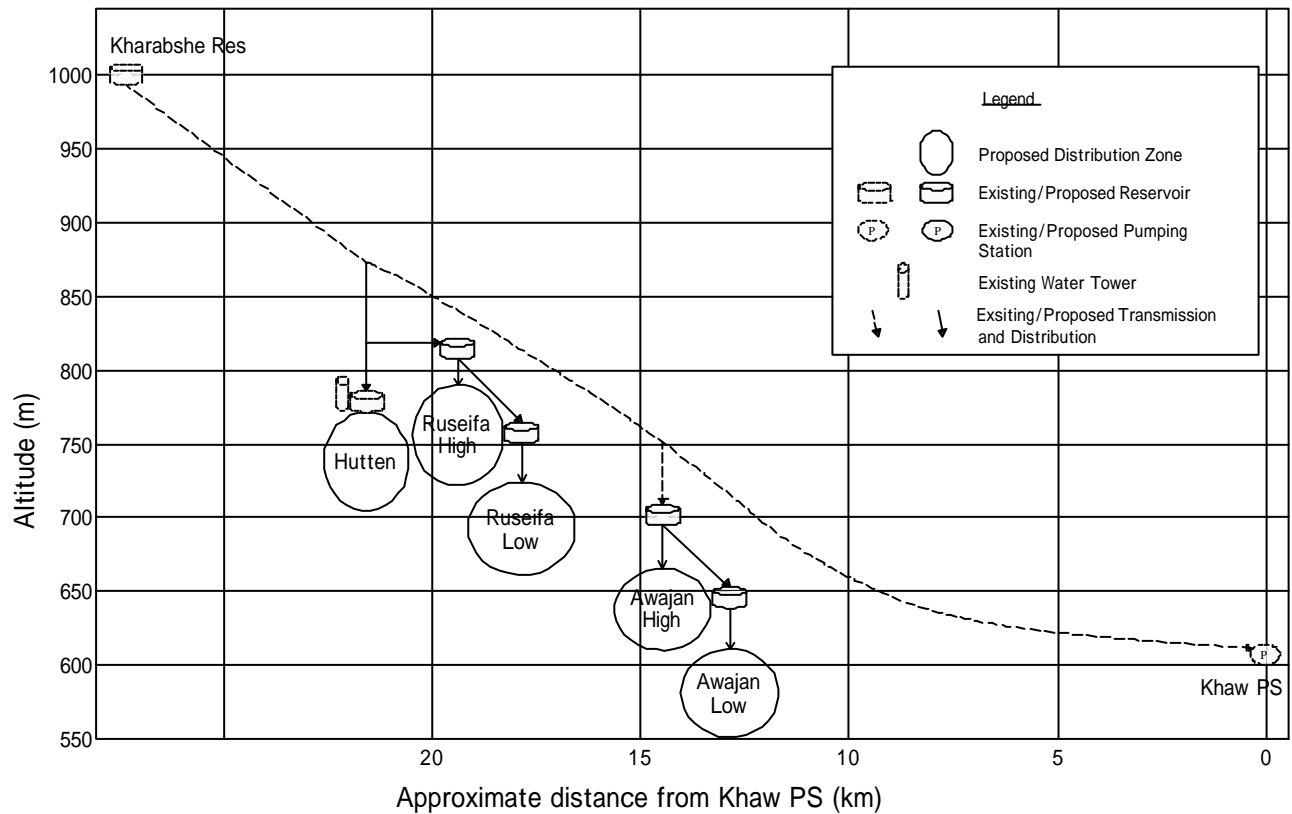 Kharabshe Res
1000
950
900
850
800
750
700
650
600
550
Altitude (m)
Legend
Proposed Distribution Zone
Existing/Proposed Reservoir
P
P
Existing/Proposed Pumping
Station
Existing Water Tower
Exsiting/Proposed Transmission
and Distribution
Hutten
Ruseifa
High
Ruseifa
Low
Awajan
High
Awajan
Low
P
Khaw PS
20
15
10
5
0
Approximate distance from Khaw PS (km)